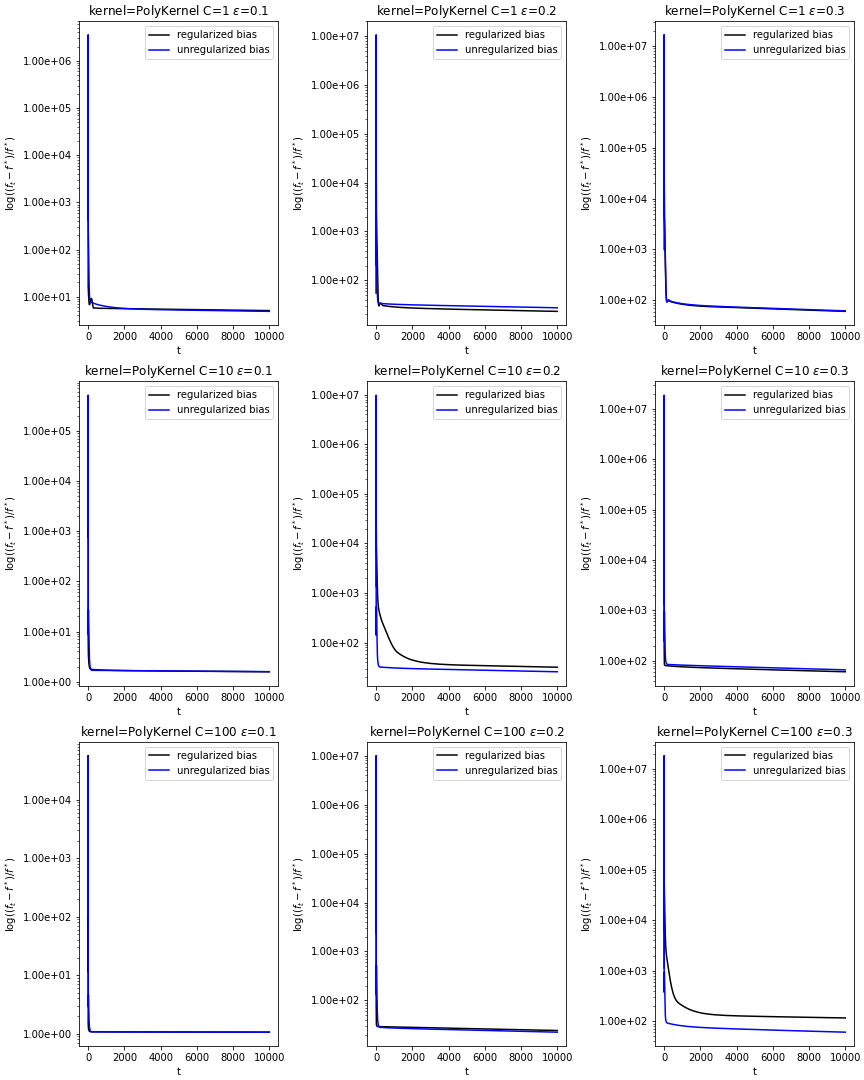 kernel=PolyKernel C=1 ε=0.1
regularized bias
unregularized bias
1.00e+06
1.00e+05
1.00e+04
1.00e+03
1.00e+02
1.00e+01
log((f_t − f*)/f*)
0 2000 4000 6000 8000 10000
t
kernel=PolyKernel C=1 ε=0.2
regularized bias
unregularized bias
1.00e+07
1.00e+06
1.00e+05
1.00e+04
1.00e+03
1.00e+02
log((f_t − f*)/f*)
0 2000 4000 6000 8000 10000
t
kernel=PolyKernel C=1 ε=0.3
regularized bias
unregularized bias
1.00e+07
1.00e+06
1.00e+05
1.00e+04
1.00e+03
1.00e+02
log((f_t − f*)/f*)
0 2000 4000 6000 8000 10000
t
kernel=PolyKernel C=10 ε=0.1
regularized bias
unregularized bias
1.00e+05
1.00e+04
1.00e+03
1.00e+02
1.00e+01
1.00e+00
log((f_t − f*)/f*)
0 2000 4000 6000 8000 10000
t
kernel=PolyKernel C=10 ε=0.2
regularized bias
unregularized bias
1.00e+07
1.00e+06
1.00e+05
1.00e+04
1.00e+03
1.00e+02
log((f_t − f*)/f*)
0 2000 4000 6000 8000 10000
t
kernel=PolyKernel C=10 ε=0.3
regularized bias
unregularized bias
1.00e+07
1.00e+06
1.00e+05
1.00e+04
1.00e+03
1.00e+02
log((f_t − f*)/f*)
0 2000 4000 6000 8000 10000
t
kernel=PolyKernel C=100 ε=0.1
regularized bias
unregularized bias
1.00e+04
1.00e+03
1.00e+02
1.00e+01
1.00e+00
log((f_t − f*)/f*)
0 2000 4000 6000 8000 10000
t
kernel=PolyKernel C=100 ε=0.2
regularized bias
unregularized bias
1.00e+07
1.00e+06
1.00e+05
1.00e+04
1.00e+03
1.00e+02
log((f_t − f*)/f*)
0 2000 4000 6000 8000 10000
t
kernel=PolyKernel C=100 ε=0.3
regularized bias
unregularized bias
1.00e+07
1.00e+06
1.00e+05
1.00e+04
1.00e+03
1.00e+02
log((f_t − f*)/f*)
0 2000 4000 6000 8000 10000
t